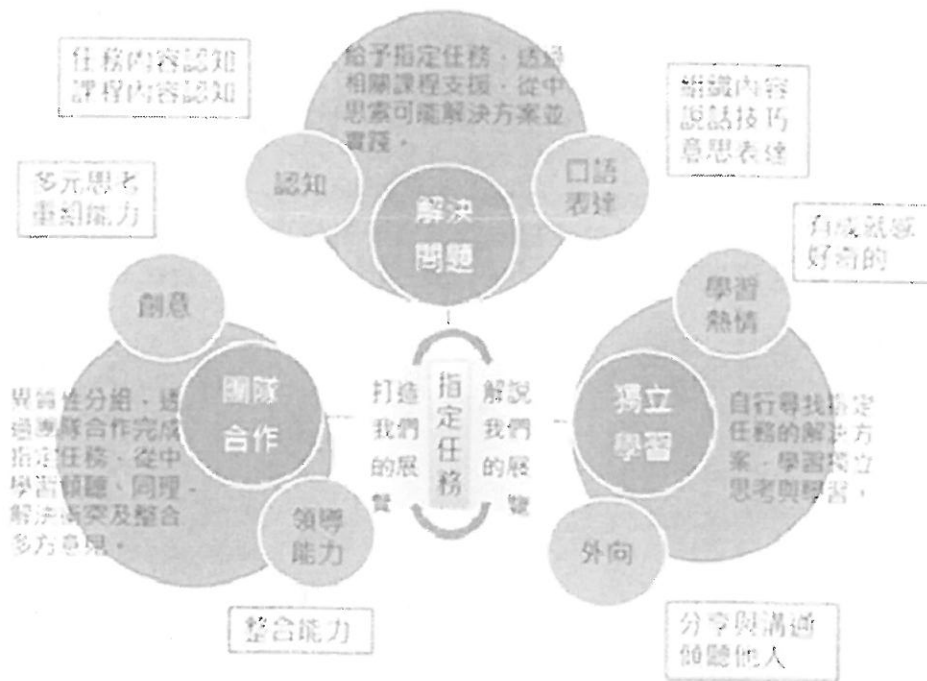 任務內容認知
課程內容認知
給予指定任務,透過
相關課程支援,從中
思索可能解決方案並
實踐。
組織內容
說話技巧
意思表達
認知
口語
表達
解決
問題
多元思考
重組能力
有成就感
好奇的
創意
學習
熱情
團隊
合作
異質性分組,透
過團隊合作完成
指定任務,從中
學習傾聽、同理、
解決衝突及整合
多方意見。
打造
我們
的展
覽
指定任務
解說
我們
的展
覽
獨立
學習
自行尋找指定
任務的解決方
案,學習獨立
思考與學習。
領導
能力
外向
整合能力
分享與溝通
傾聽他人